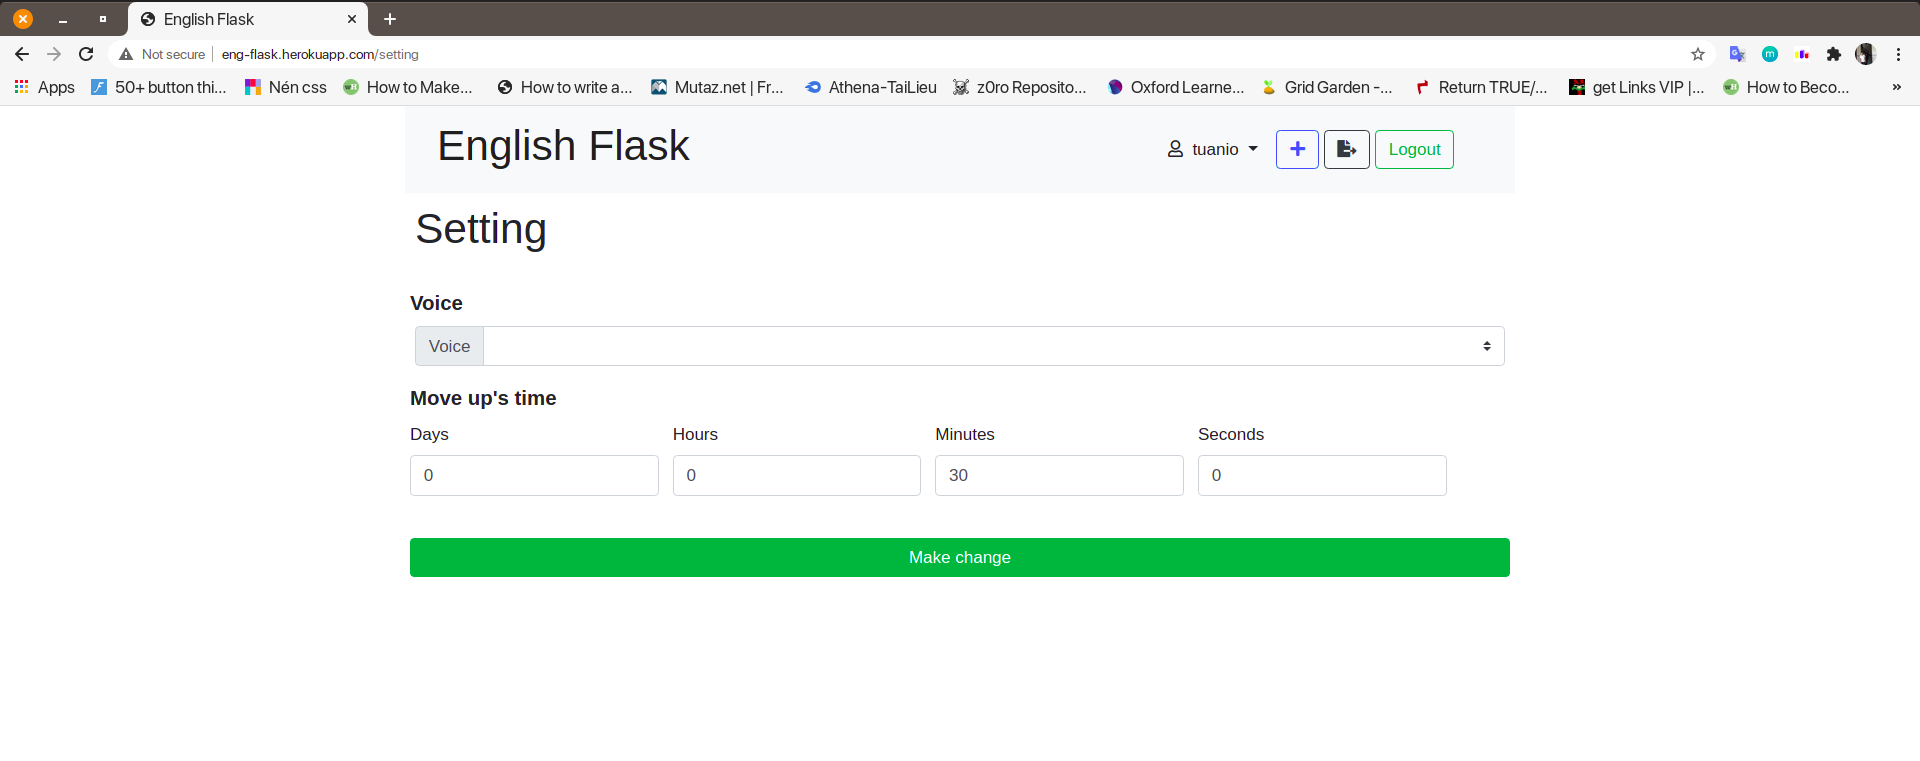 English Flask
Not secure | eng-flask.herokuapp.com/setting
Apps 50+ button thi... Nén css How to Make... How to write a... Mutaz.net | Fr... Athena-TaiLieu z0ro Reposito... Oxford Learne... Grid Garden -... Return TRUE/... get Links VIP |... How to Beco... »
English Flask tuanio Logout
Setting
Voice
Voice
Move up's time
Days Hours Minutes Seconds
0 0 30 0
Make change